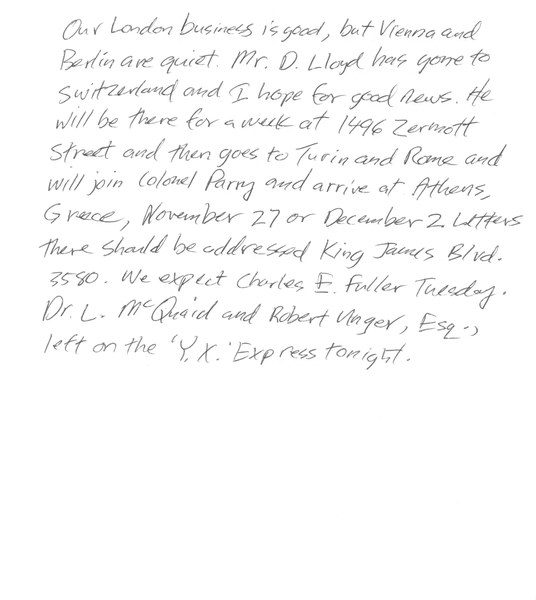 Our London business is good, but Vienna and
Berlin are quiet. Mr. D. Lloyd has gone to
Switzerland and I hope for good news. He
will be there for a week at 1496 Zermott
Street and then goes to Turin and Rome and
will join Colonel Parry and arrive at Athens,
Greece, November 27 or December 2. Letters
there should be addressed King James Blvd.
3580. We expect Charles E. Fuller Tuesday.
Dr. L. McQuaid and Robert Unger, Esq.,
left on the 'Y.X.' Express tonight.